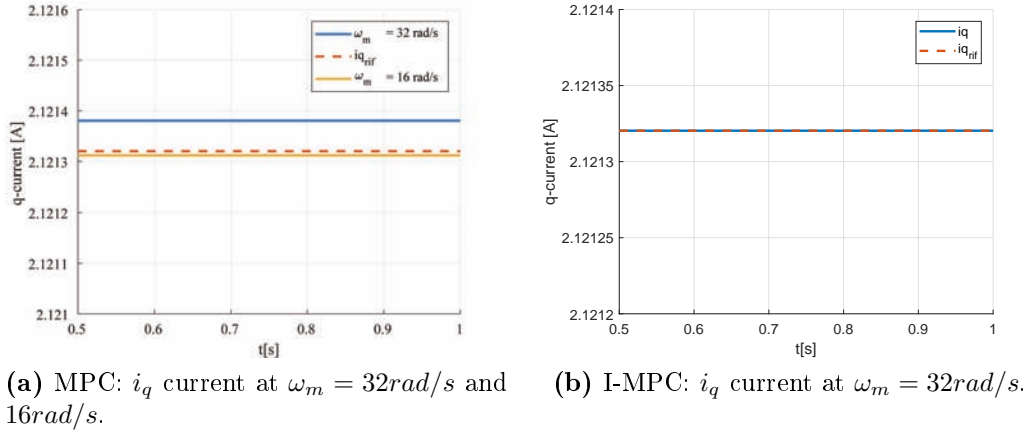 2.1216
2.1215
2.1214
2.1213
2.1212
2.1211
2.121
q-current [A]
ωm = 32 rad/s
iqrif
ωm = 16 rad/s
0.5 0.6 0.7 0.8 0.9 1
t[s]
2.1214
2.12135
2.1213
2.12125
2.1212
q-current [A]
iq
iqrif
0.5 0.6 0.7 0.8 0.9 1
t[s]
(a) MPC: iq current at ωm = 32rad/s and
16rad/s.
(b) I-MPC: iq current at ωm = 32rad/s.